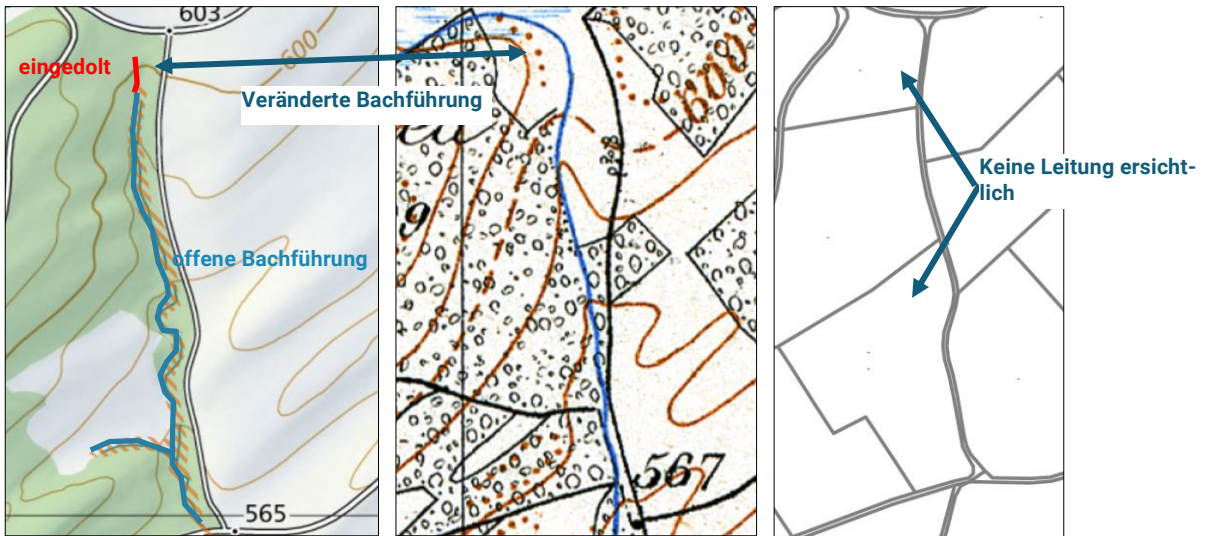 603
eingedolt
600
Veränderte Bachführung
600
Keine Leitung ersicht-
lich
offene Bachführung
567
565